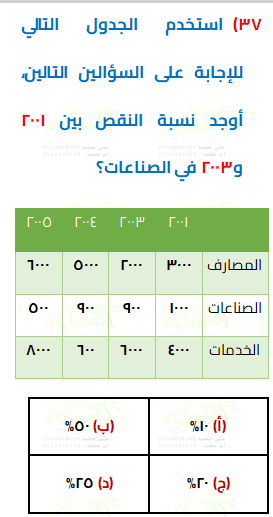 ٣٧) استخدم الجدول التالي
للإجابة على السؤالين التالين،
أوجد نسبة النقص بين ٢٠٠١
و٢٠٠٣ في الصناعات؟
٢٠٠١ ٢٠٠٣ ٢٠٠٤ ٢٠٠٥
المصارف ٣٠٠٠ ٢٠٠٠ ٥٠٠٠ ٦٠٠٠
الصناعات ١٠٠٠ ٩٠٠ ٩٠٠ ٥٠٠
الخدمات ٤٠٠٠ ٦٠٠٠ ٦٠٠ ٨٠٠٠
(أ) ١٠% (ب) ٥٠%
(ج) ٢٠% (د) ٢٥%